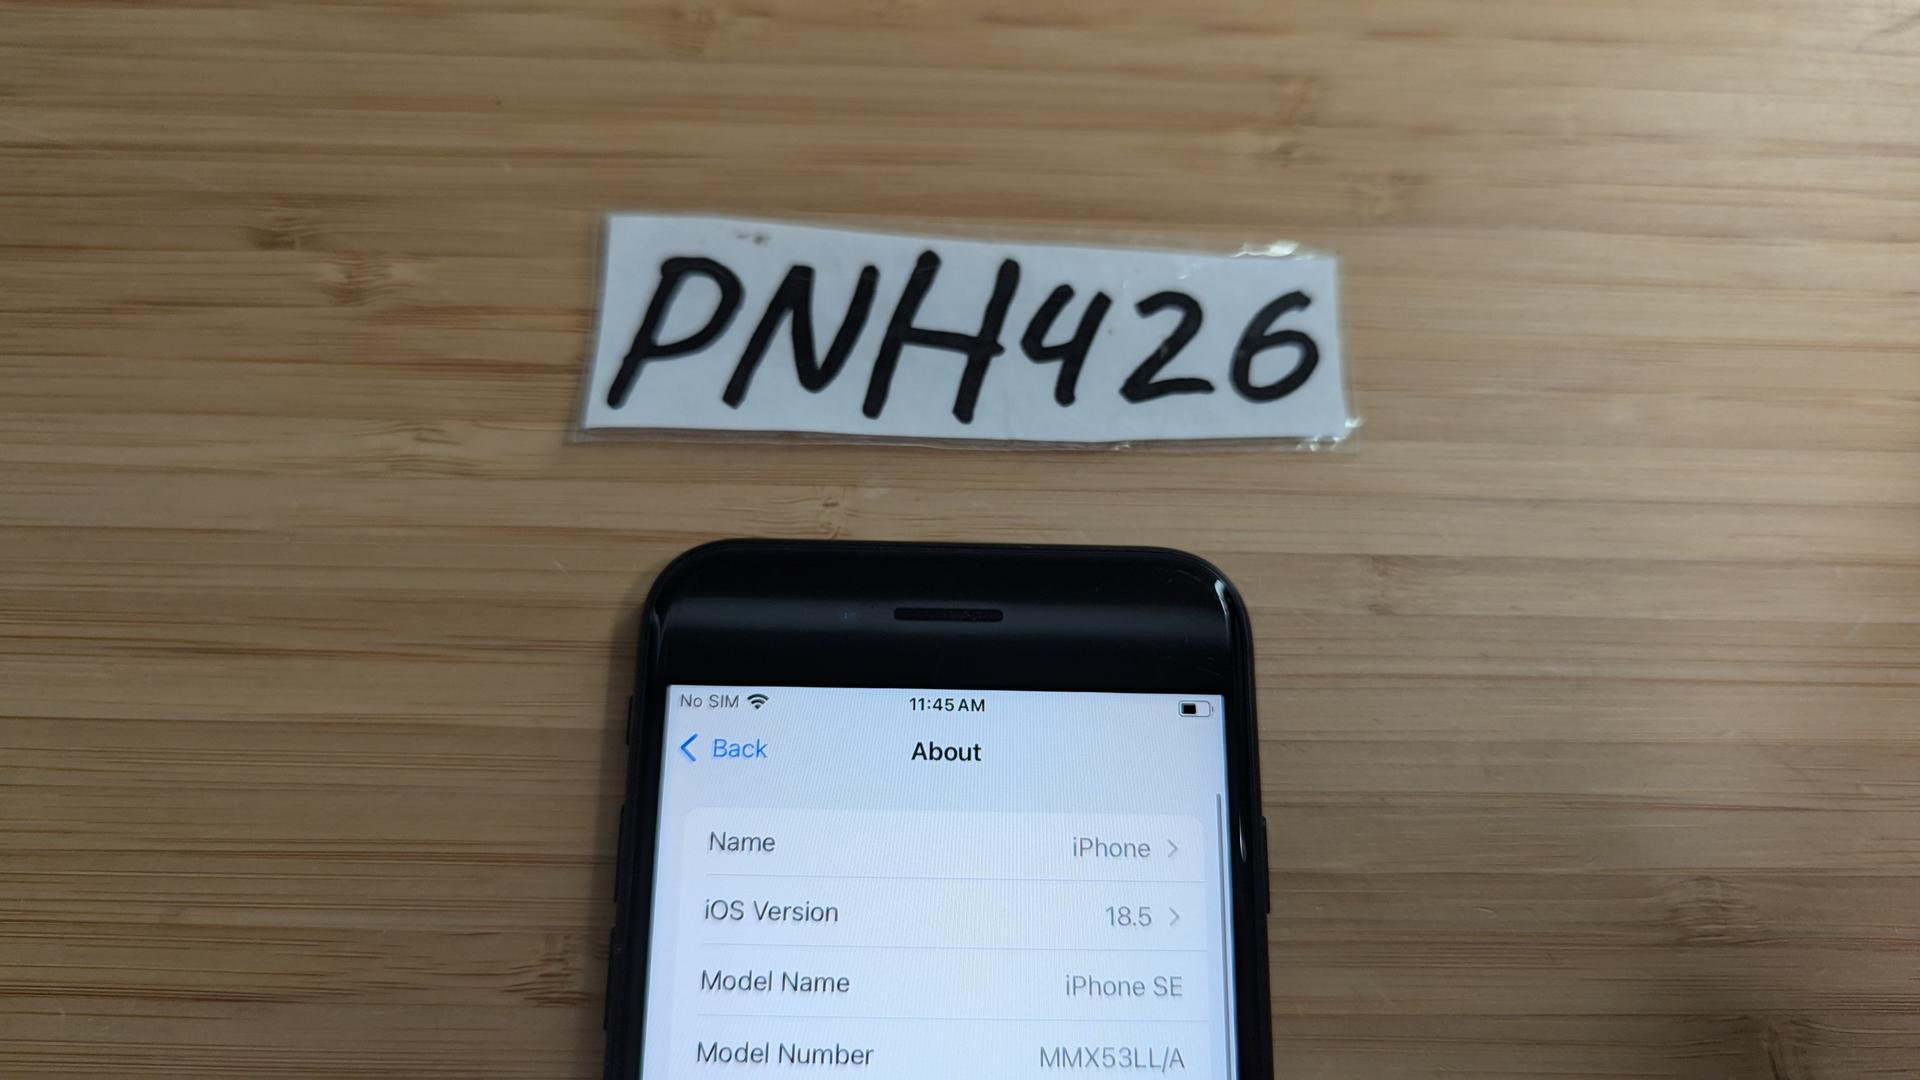 PNH426
No SIM 11:45 AM
Back About
Name iPhone
iOS Version 18.5
Model Name iPhone SE
Model Number MMX53LL/A